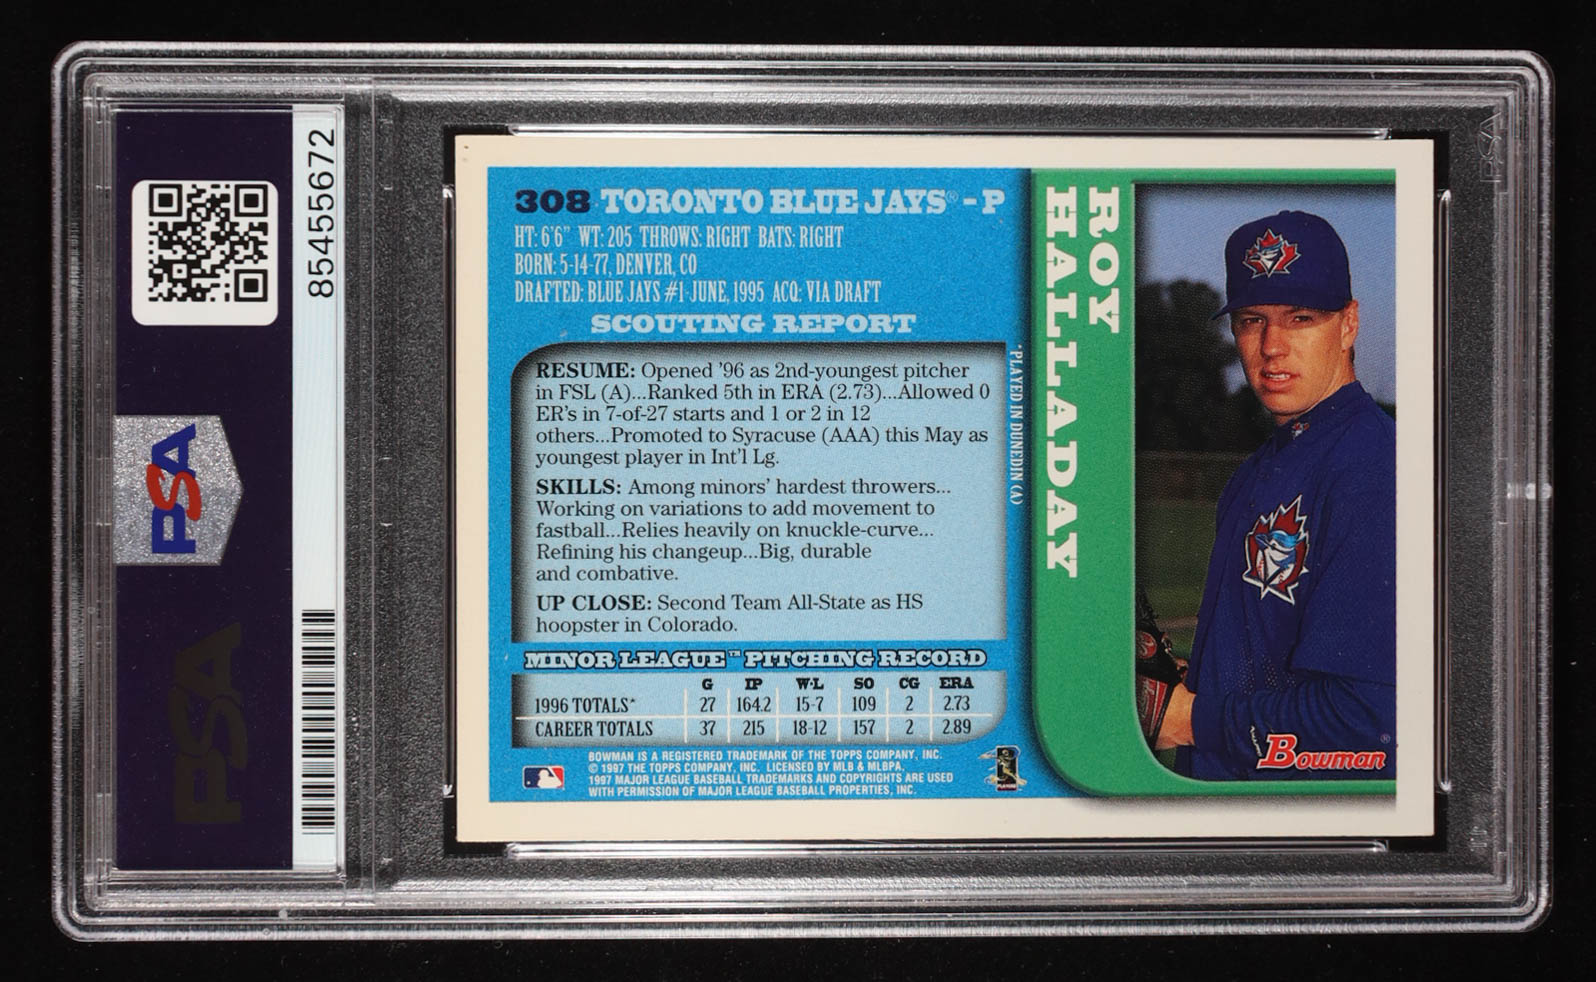 85455672
PSA
PSA
PSA
308 TORONTO BLUE JAYS® - P
HT: 6'6" WT: 205 THROWS: RIGHT BATS: RIGHT
BORN: 5-14-77, DENVER, CO
DRAFTED: BLUE JAYS #1-JUNE, 1995 ACQ: VIA DRAFT
SCOUTING REPORT
RESUME: Opened '96 as 2nd-youngest pitcher
in FSL (A)...Ranked 5th in ERA (2.73)...Allowed 0
ER's in 7-of-27 starts and 1 or 2 in 12
others...Promoted to Syracuse (AAA) this May as
youngest player in Int'l Lg.
SKILLS: Among minors' hardest throwers...
Working on variations to add movement to
fastball...Relies heavily on knuckle-curve...
Refining his changeup...Big, durable
and combative.
UP CLOSE: Second Team All-State as HS
hoopster in Colorado.
*PLAYED IN DUNEDIN (A)
MINOR LEAGUE™ PITCHING RECORD
G IP W-L SO CG ERA
1996 TOTALS* 27 164.2 15-7 109 2 2.73
CAREER TOTALS 37 215 18-12 157 2 2.89
BOWMAN IS A REGISTERED TRADEMARK OF THE TOPPS COMPANY, INC.
© 1997 THE TOPPS COMPANY, INC. LICENSED BY MLB & MLBPA.
1997 MAJOR LEAGUE BASEBALL TRADEMARKS AND COPYRIGHTS ARE USED
WITH PERMISSION OF MAJOR LEAGUE BASEBALL PROPERTIES, INC.
PLAYERS
ROY
HALLADAY
Bowman®